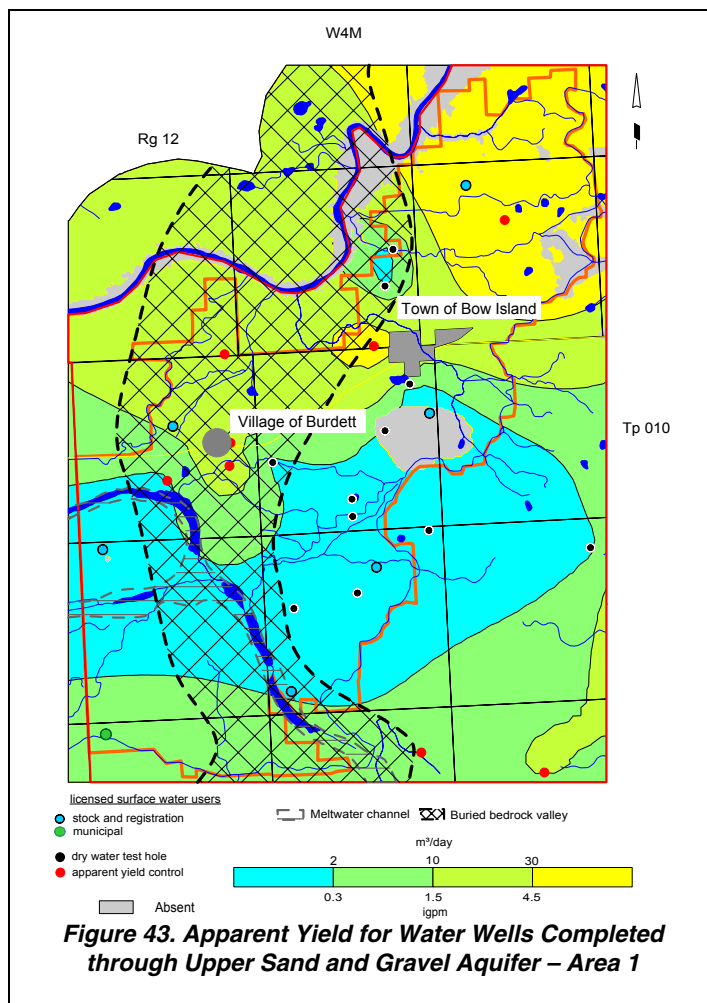 W4M
Rg 12
Town of Bow Island
Village of Burdett
Tp 010
licensed surface water users
stock and registration
municipal
dry water test hole
apparent yield control
Absent
Meltwater channel
Buried bedrock valley
m³/day
2 10 30
0.3 1.5 4.5
igpm
Figure 43. Apparent Yield for Water Wells Completed
through Upper Sand and Gravel Aquifer – Area 1